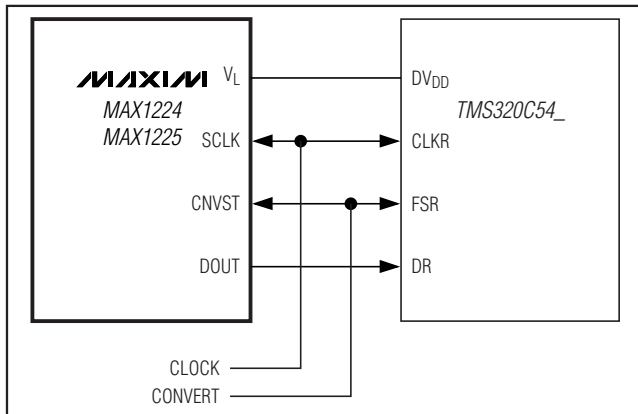 MAXIM
MAX1224
MAX1225
VL
SCLK
CNVST
DOUT
DVDD
TMS320C54_
CLKR
FSR
DR
CLOCK
CONVERT